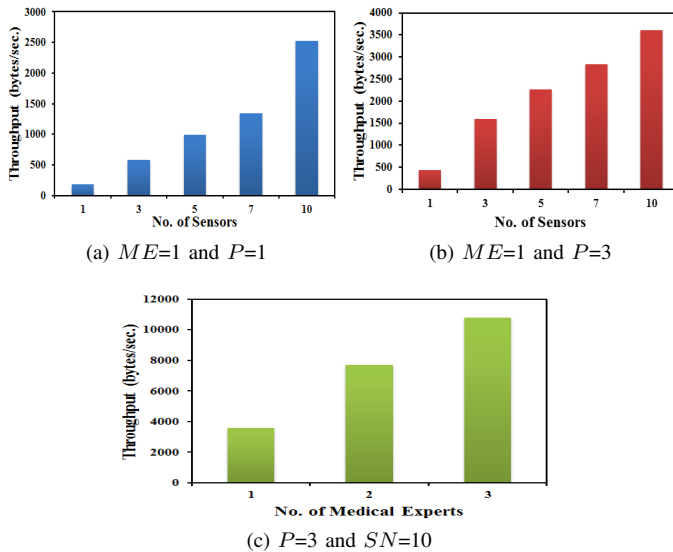 3000
2500
2000
1500
1000
500
0
Throughput (bytes/sec.)
1 3 5 7 10
No. of Sensors
(a) ME=1 and P=1
4000
3500
3000
2500
2000
1500
1000
500
0
Throughput (bytes/sec.)
1 3 5 7 10
No. of Sensors
(b) ME=1 and P=3
12000
10000
8000
6000
4000
2000
0
Throughput (bytes/sec.)
1 2 3
No. of Medical Experts
(c) P=3 and SN=10